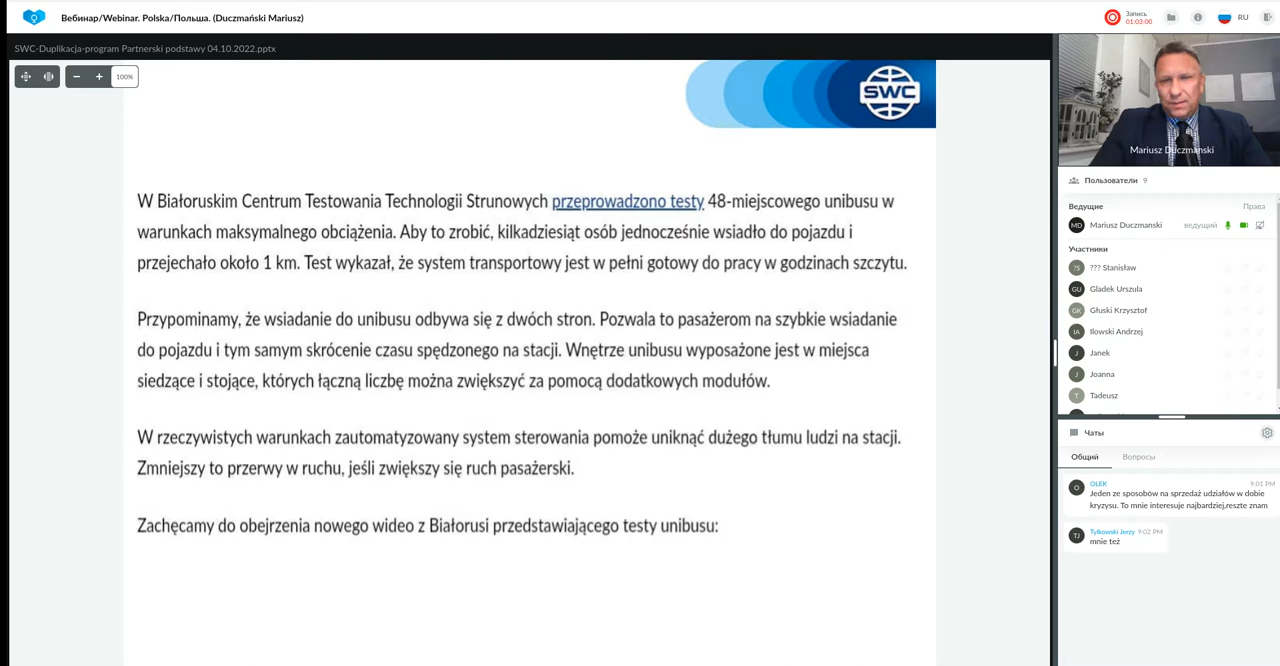 Вебинар/Webinar. Polska/Польша. (Duczmański Mariusz)
Запись
01:03:00
RU
SWC-Duplikacja-program Partnerski podstawy 04.10.2022.pptx
100%
SWC
W Białoruskim Centrum Testowania Technologii Strunowych przeprowadzono testy 48-miejscowego unibusu w
warunkach maksymalnego obciążenia. Aby to zrobić, kilkadziesiąt osób jednocześnie wsiadło do pojazdu i
przejechało około 1 km. Test wykazał, że system transportowy jest w pełni gotowy do pracy w godzinach szczytu.
Przypominamy, że wsiadanie do unibusu odbywa się z dwóch stron. Pozwala to pasażerom na szybkie wsiadanie
do pojazdu i tym samym skrócenie czasu spędzonego na stacji. Wnętrze unibusu wyposażone jest w miejsca
siedzące i stojące, których łączną liczbę można zwiększyć za pomocą dodatkowych modułów.
W rzeczywistych warunkach zautomatyzowany system sterowania pomoże uniknąć dużego tłumu ludzi na stacji.
Zmniejszy to przerwy w ruchu, jeśli zwiększy się ruch pasażerski.
Zachęcamy do obejrzenia nowego wideo z Białorusi przedstawiającego testy unibusu:
Mariusz Duczmanski
Пользователи 9
Ведущие Права
MD Mariusz Duczmanski ведущий
Участники
?S ??? Stanisław
GU Gladek Urszula
GK Głuski Krzysztof
IA Ilowski Andrzej
J Janek
J Joanna
T Tadeusz
Чаты
Общий Вопросы
O OLEK 9:01 PM
Jeden ze sposobów na sprzedaż udziałów w dobie
kryzysu. To mnie interesuje najbardziej,reszte znam
TJ Tylkowski Jerzy 9:02 PM
mnie też